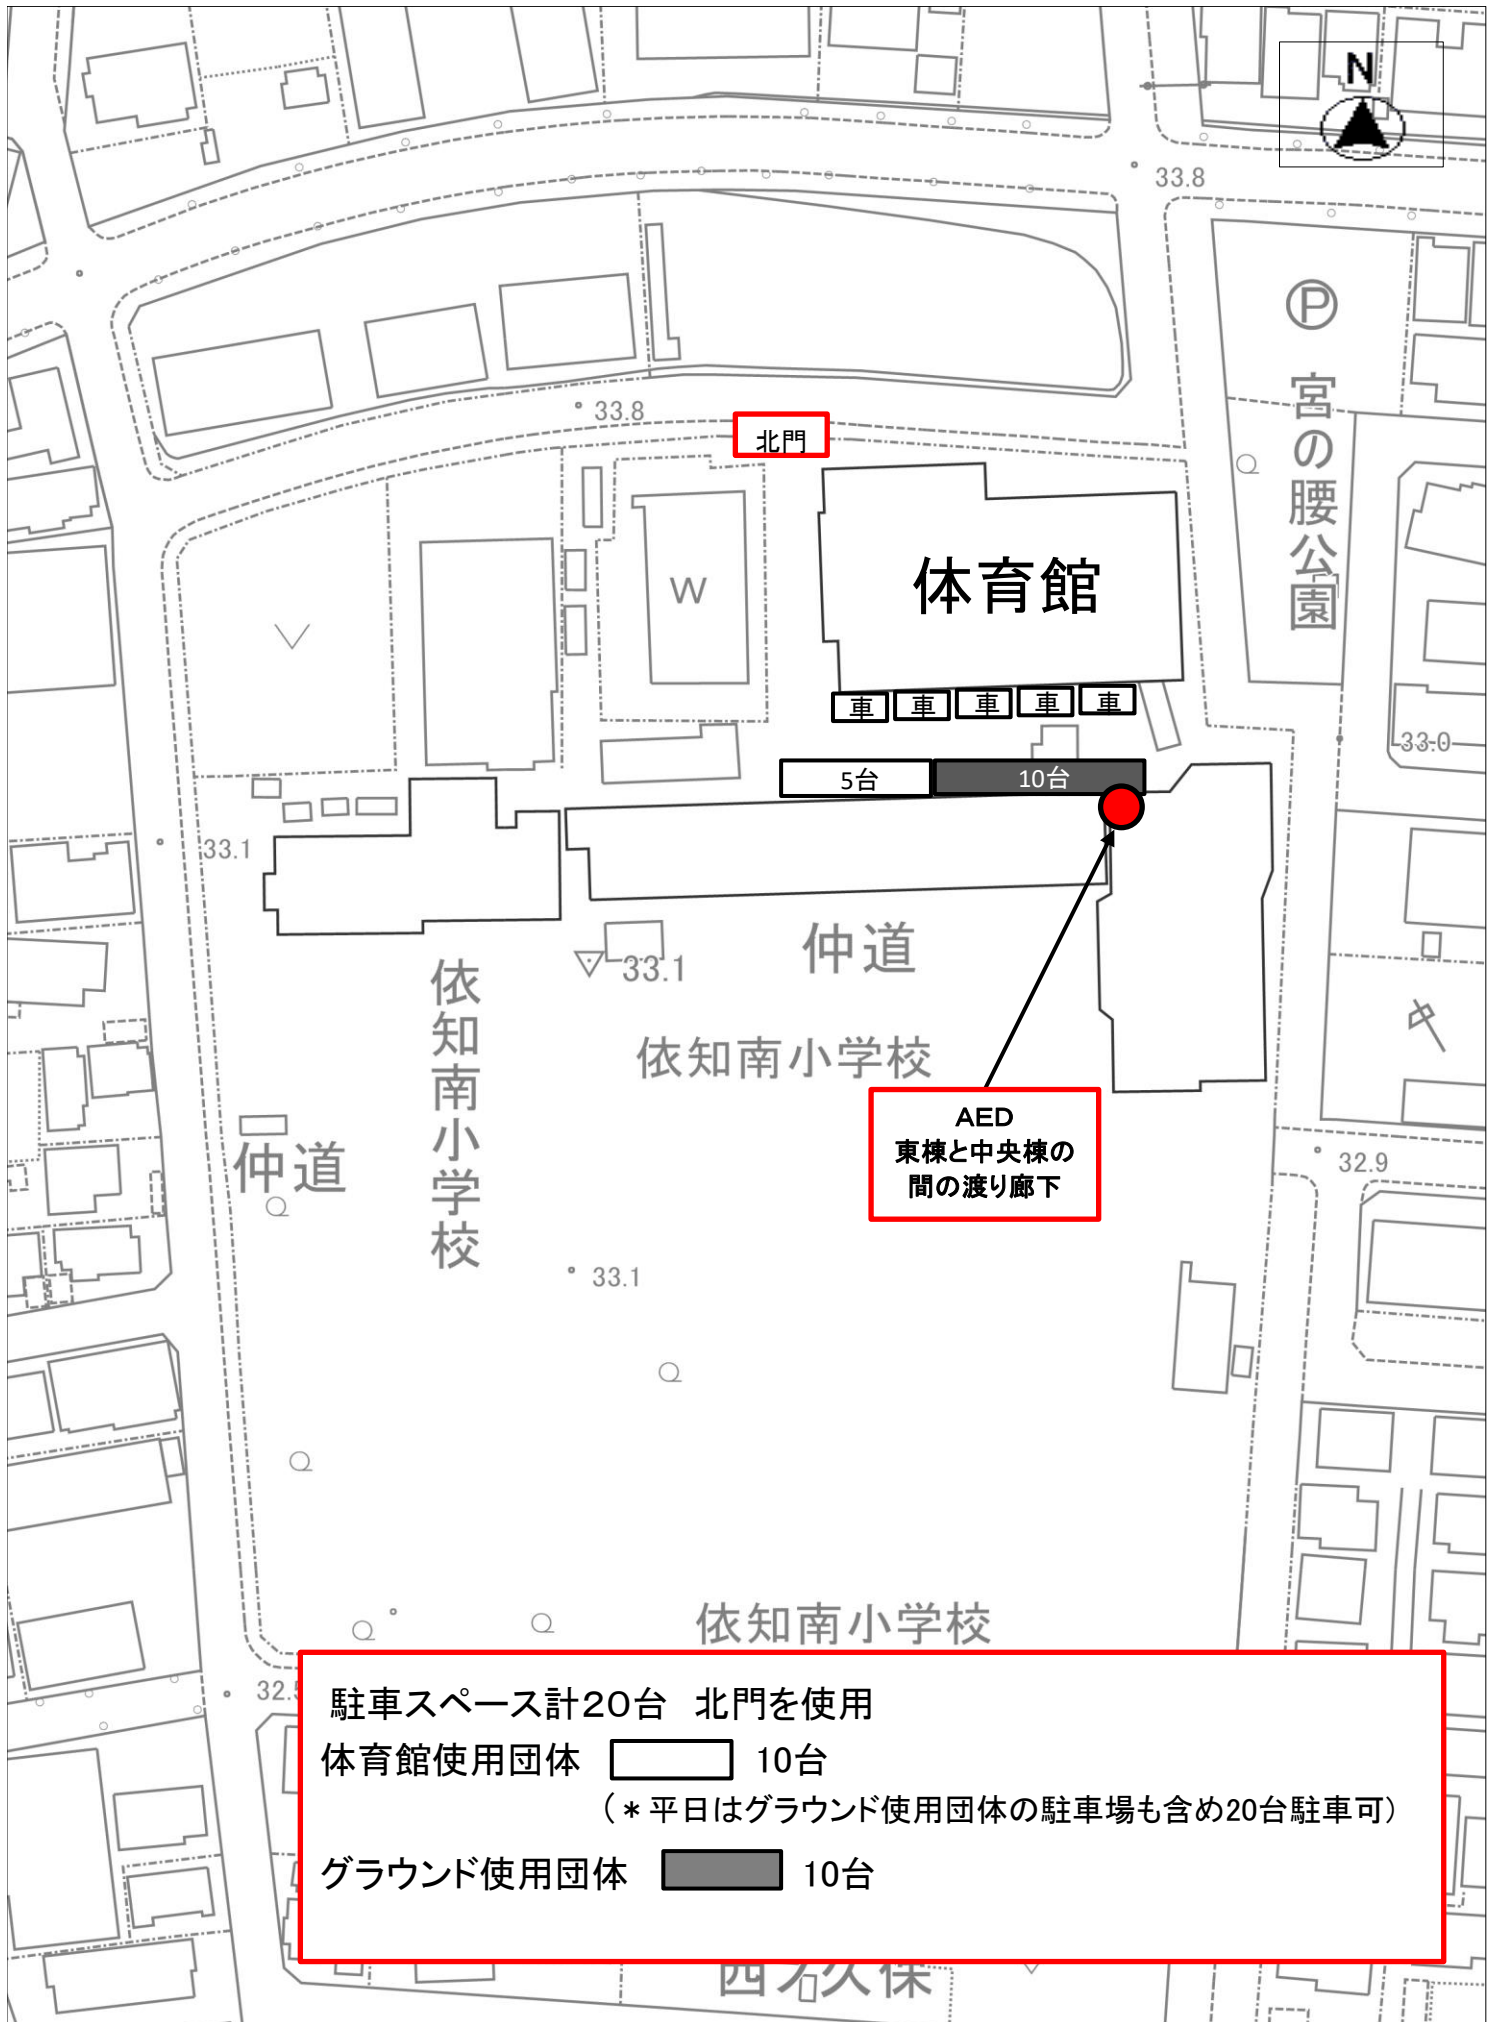 N
33.8
P
宮の腰公園
33.8
北門
体育館
W
車 車 車 車 車
33.0
5台 10台
33.1
仲道
33.1
依知南小学校
依知南小学校
AED
東棟と中央棟の
間の渡り廊下
仲道
32.9
33.1
依知南小学校
32.5
駐車スペース計20台 北門を使用
体育館使用団体 10台
(*平日はグラウンド使用団体の駐車場も含め20台駐車可)
グラウンド使用団体 10台